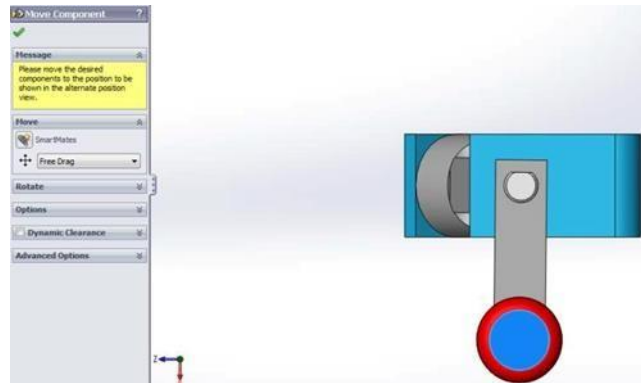 Move Component ?
Message
Please move the desired
components to the position to be
shown in the alternate position
view.
Move
SmartMates
Free Drag
Rotate
Options
Dynamic Clearance
Advanced Options
Z